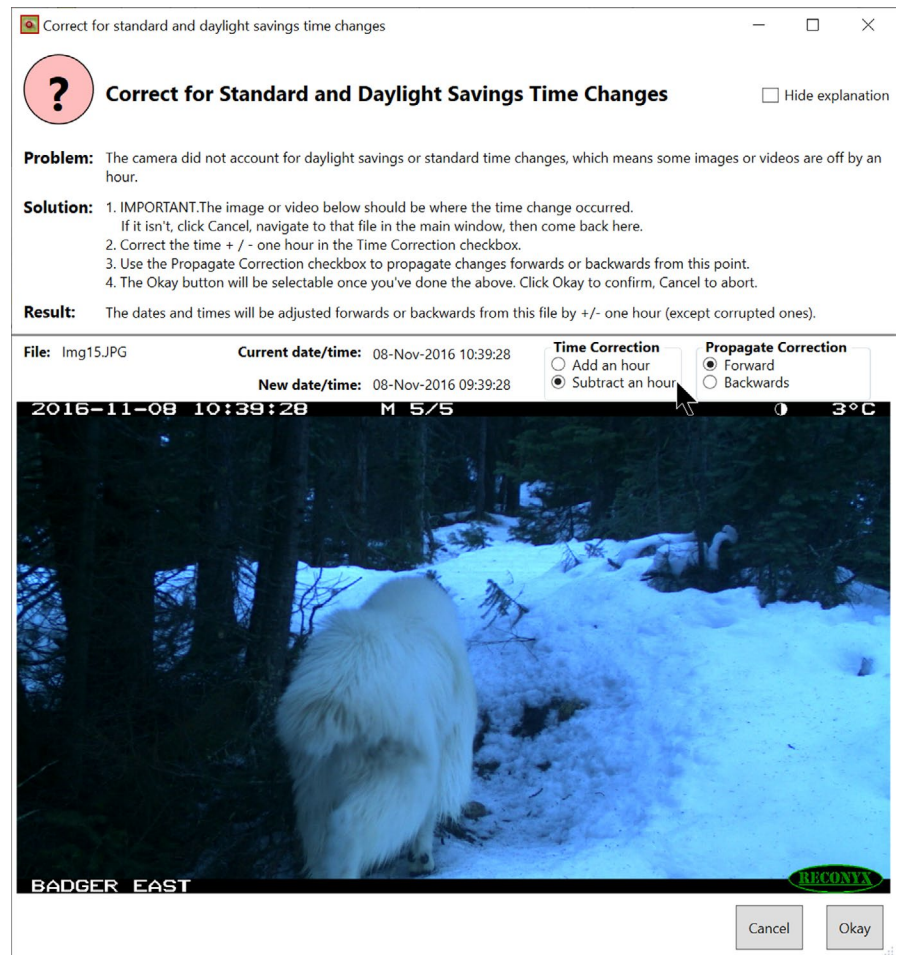 Correct for standard and daylight savings time changes
?
Correct for Standard and Daylight Savings Time Changes
Hide explanation
Problem: The camera did not account for daylight savings or standard time changes, which means some images or videos are off by an
hour.
Solution: 1. IMPORTANT.The image or video below should be where the time change occurred.
If it isn't, click Cancel, navigate to that file in the main window, then come back here.
2. Correct the time + / - one hour in the Time Correction checkbox.
3. Use the Propagate Correction checkbox to propagate changes forwards or backwards from this point.
4. The Okay button will be selectable once you've done the above. Click Okay to confirm, Cancel to abort.
Result: The dates and times will be adjusted forwards or backwards from this file by +/- one hour (except corrupted ones).
File: Img15.JPG
Current date/time: 08-Nov-2016 10:39:28
New date/time: 08-Nov-2016 09:39:28
Time Correction
Add an hour
Subtract an hour
Propagate Correction
Forward
Backwards
2016-11-08 10:39:28 M 5/5 3°C
BADGER EAST
RECONYX
Cancel
Okay